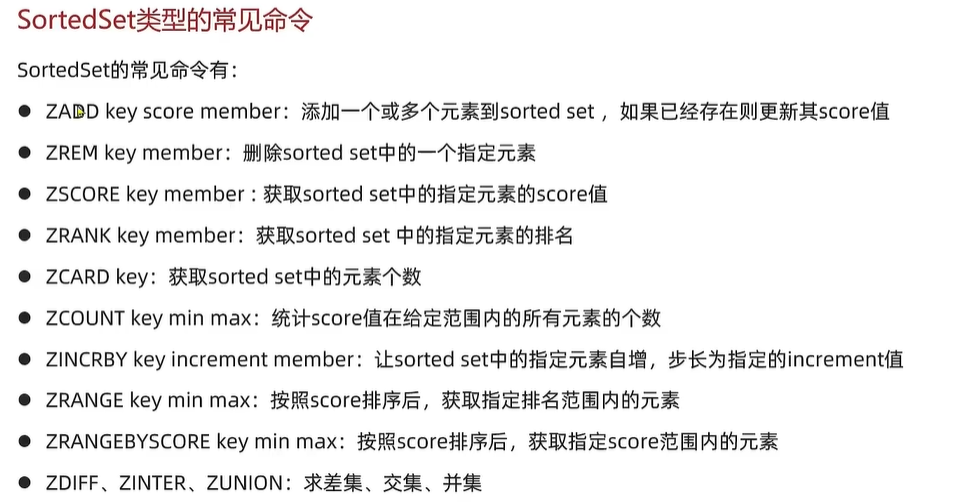 SortedSet类型的常见命令
SortedSet的常见命令有：
● ZADD key score member：添加一个或多个元素到sorted set ，如果已经存在则更新其score值
● ZREM key member：删除sorted set中的一个指定元素
● ZSCORE key member : 获取sorted set中的指定元素的score值
● ZRANK key member：获取sorted set 中的指定元素的排名
● ZCARD key：获取sorted set中的元素个数
● ZCOUNT key min max：统计score值在给定范围内的所有元素的个数
● ZINCRBY key increment member：让sorted set中的指定元素自增，步长为指定的increment值
● ZRANGE key min max：按照score排序后，获取指定排名范围内的元素
● ZRANGEBYSCORE key min max：按照score排序后，获取指定score范围内的元素
● ZDIFF、ZINTER、ZUNION：求差集、交集、并集